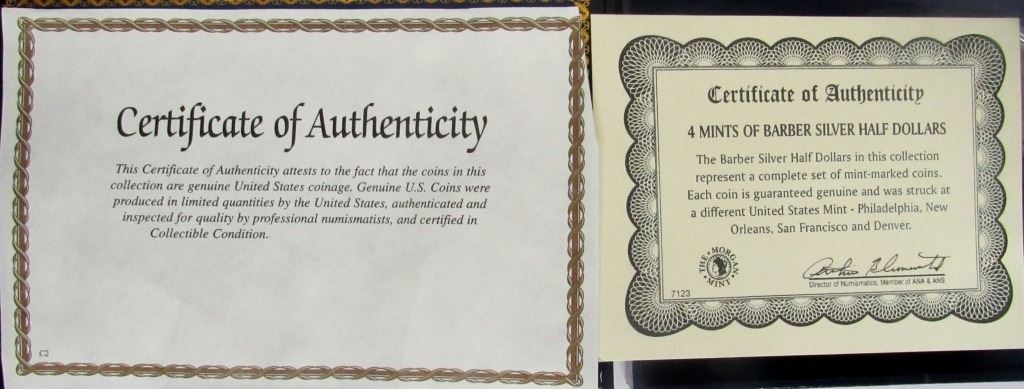 Certificate of Authenticity
This Certificate of Authenticity attests to the fact that the coins in this
collection are genuine United States coinage. Genuine U.S. Coins were
produced in limited quantities by the United States, authenticated and
inspected for quality by professional numismatists, and certified in
Collectible Condition.
C2
Certificate of Authenticity
4 MINTS OF BARBER SILVER HALF DOLLARS
The Barber Silver Half Dollars in this collection
represent a complete set of mint-marked coins.
Each coin is guaranteed genuine and was struck at
a different United States Mint - Philadelphia, New
Orleans, San Francisco and Denver.
THE • MORGAN • MINT •
Director of Numismatics, Member of ANA & ANS
7123